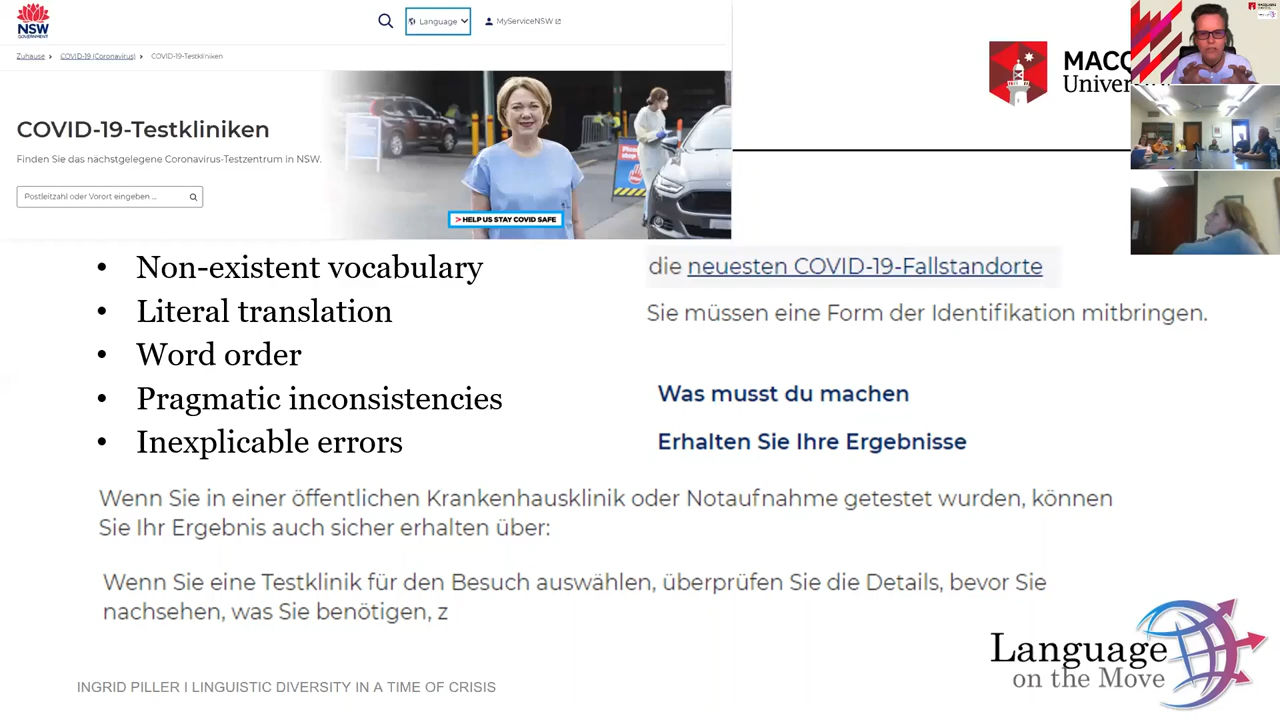 NSW
GOVERNMENT
Language
MyServiceNSW
Zuhause
COVID-19 (Coronavirus)
COVID-19-Testkliniken
COVID-19-Testkliniken
Finden Sie das nächstgelegene Coronavirus-Testzentrum in NSW.
Postleitzahl oder Vorort eingeben ...
> HELP US STAY COVID SAFE
• Non-existent vocabulary
die neuesten COVID-19-Fallstandorte
• Literal translation
Sie müssen eine Form der Identifikation mitbringen.
• Word order
• Pragmatic inconsistencies
Was musst du machen
• Inexplicable errors
Erhalten Sie Ihre Ergebnisse
Wenn Sie in einer öffentlichen Krankenhausklinik oder Notaufnahme getestet wurden, können
Sie Ihr Ergebnis auch sicher erhalten über:
Wenn Sie eine Testklinik für den Besuch auswählen, überprüfen Sie die Details, bevor Sie
nachsehen, was Sie benötigen, z
Language
on the Move
INGRID PILLER I LINGUISTIC DIVERSITY IN A TIME OF CRISIS